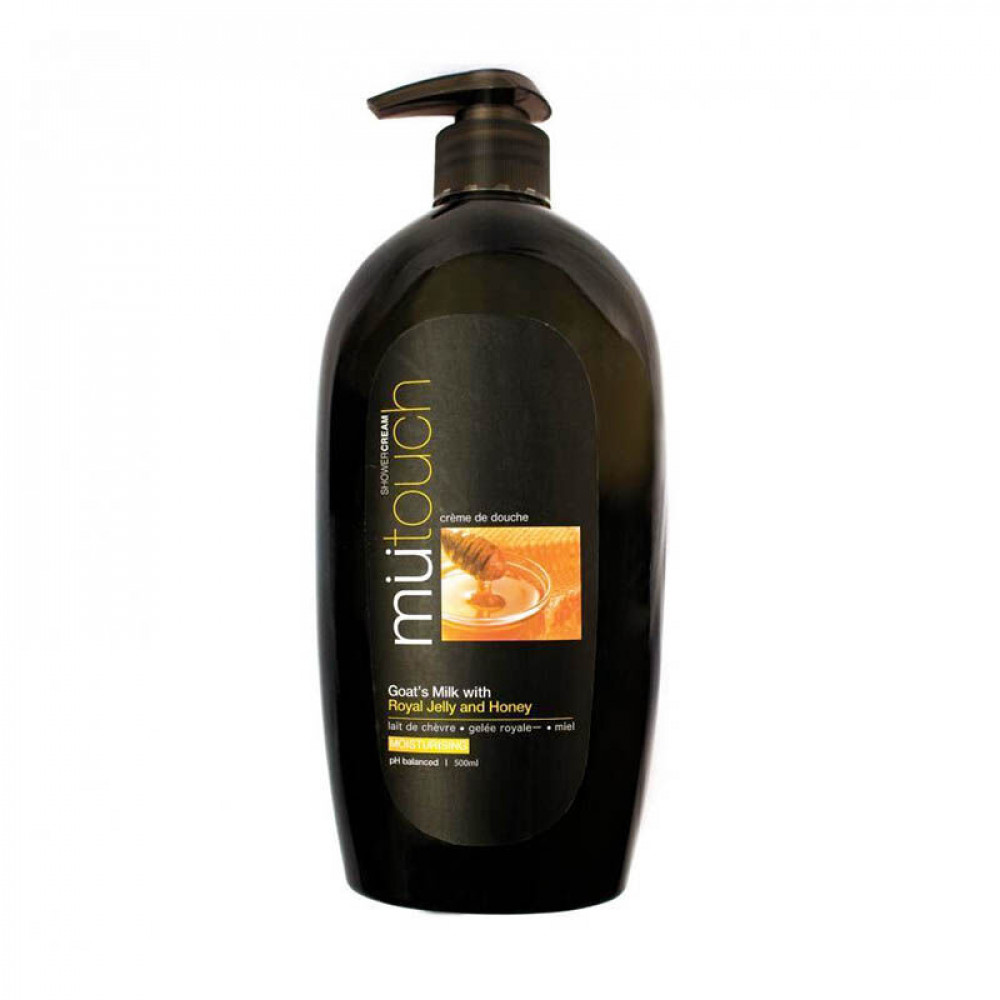 SHOWERCREAM
mütouch
crème de douche
Goat's Milk with
Royal Jelly and Honey
lait de chèvre • gelée royale— • miel
MOISTURISING
pH balanced | 500ml